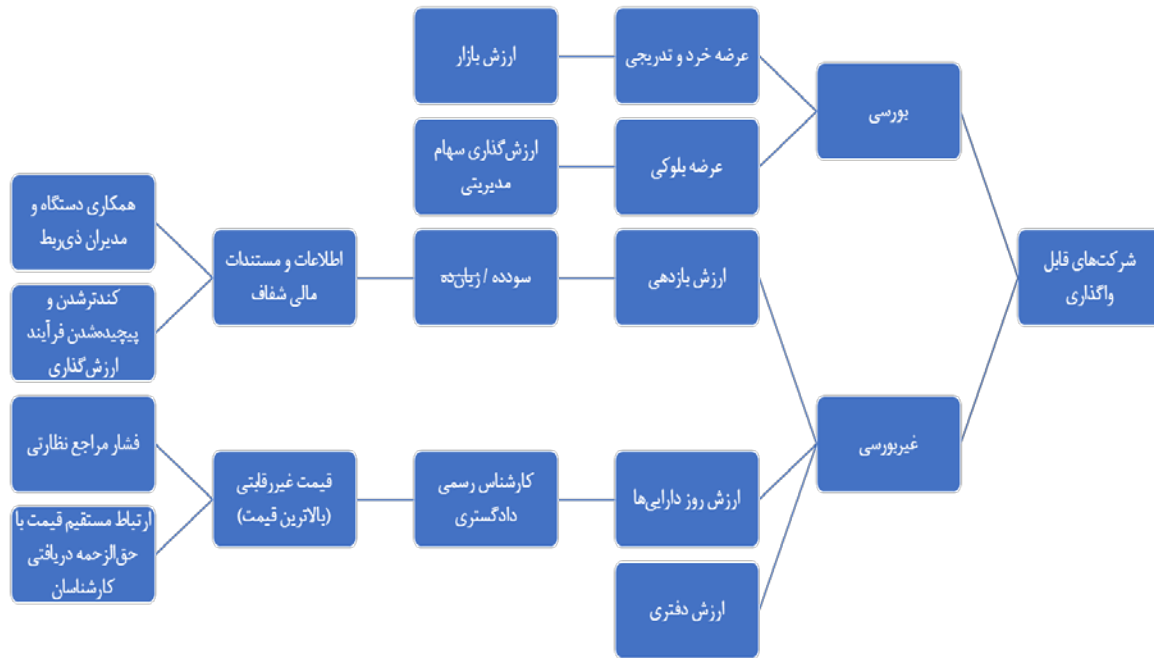 شرکت‌های قابل
واگذاری
بورسی
عرضه خرد و تدریجی
ارزش بازار
عرضه بلوکی
ارزش‌گذاری سهام
مدیریتی
غیربورسی
ارزش بازدهی
سودده / زیان‌ده
اطلاعات و مستندات
مالی شفاف
همکاری دستگاه و
مدیران ذی‌ربط
کندترشدن و
پیچیده‌شدن فرآیند
ارزش‌گذاری
ارزش روز دارایی‌ها
کارشناس رسمی
دادگستری
قیمت غیررقابتی
(بالاترین قیمت)
فشار مراجع نظارتی
ارتباط مستقیم قیمت با
حق‌الزحمه دریافتی
کارشناسان
ارزش دفتری